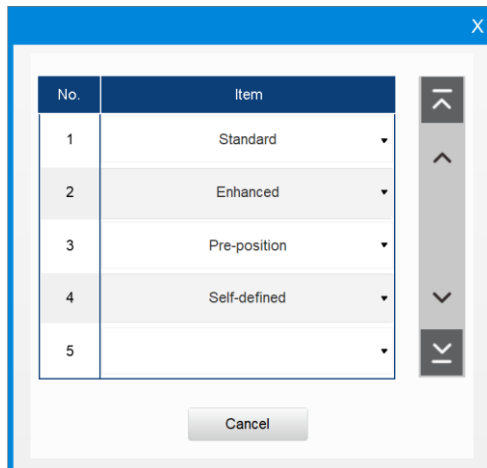 X
No. Item
1 Standard
2 Enhanced
3 Pre-position
4 Self-defined
5
Cancel